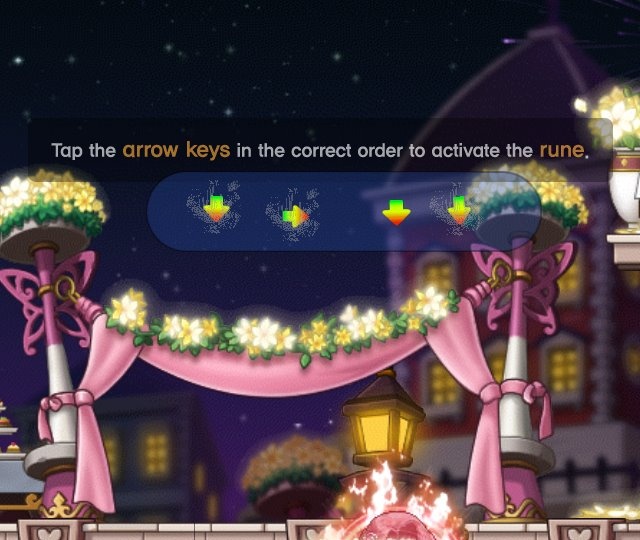 Tap the arrow keys in the correct order to activate the rune.